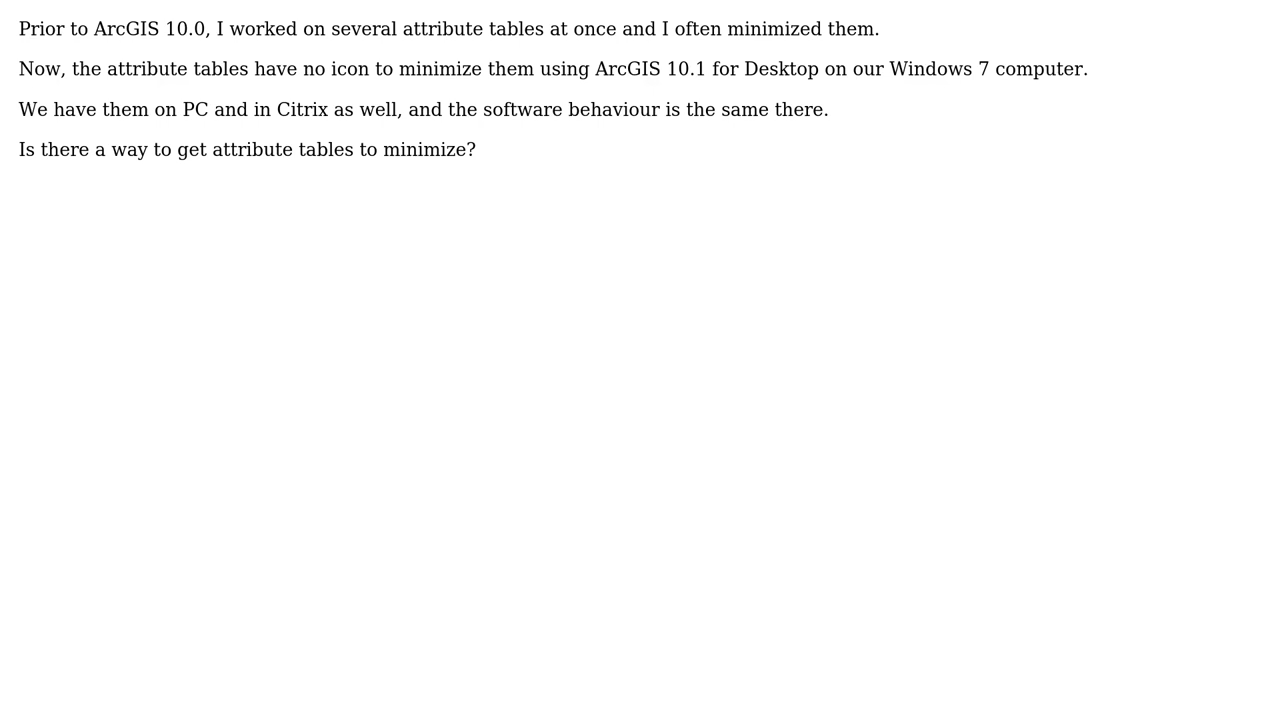 Prior to ArcGIS 10.0, I worked on several attribute tables at once and I often minimized them.
Now, the attribute tables have no icon to minimize them using ArcGIS 10.1 for Desktop on our Windows 7 computer.
We have them on PC and in Citrix as well, and the software behaviour is the same there.
Is there a way to get attribute tables to minimize?